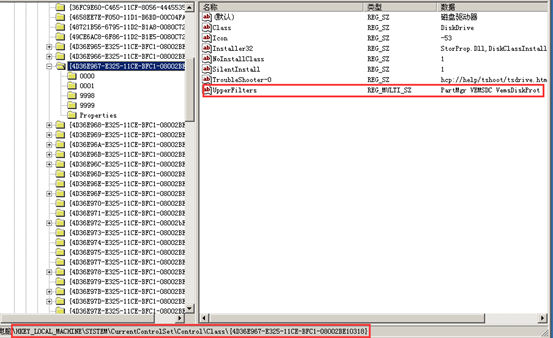 {36FC9E60-C465-11CF-8056-4445535
{4658EE7E-F050-11D1-B6BD-00C04FA
{48721B56-6795-11D2-B1A8-0080C72
{49CE6AC8-6F86-11D2-B1E5-0080C72
{4D36E965-E325-11CE-BFC1-08002BE
{4D36E966-E325-11CE-BFC1-08002BE
{4D36E967-E325-11CE-BFC1-08002BE
0000
0001
9998
9999
Properties
{4D36E968-E325-11CE-BFC1-08002BE
{4D36E969-E325-11CE-BFC1-08002BE
{4D36E96A-E325-11CE-BFC1-08002BE
{4D36E96B-E325-11CE-BFC1-08002BE
{4D36E96C-E325-11CE-BFC1-08002BE
{4D36E96D-E325-11CE-BFC1-08002BE
{4D36E96E-E325-11CE-BFC1-08002BE
{4D36E96F-E325-11CE-BFC1-08002BE
{4D36E970-E325-11CE-BFC1-08002BE
{4D36E971-E325-11CE-BFC1-08002BE
{4D36E972-E325-11CE-BFC1-08002BE
{4D36E973-E325-11CE-BFC1-08002BE
{4D36E974-E325-11CE-BFC1-08002BE
{4D36E975-E325-11CE-BFC1-08002BE
{4D36E977-E325-11CE-BFC1-08002BE
{4D36E978-E325-11CE-BFC1-08002BE
{4D36E979-E325-11CE-BFC1-08002BE
{4D36E97B-E325-11CE-BFC1-08002BE
名称 类型 数据
(默认) REG_SZ 磁盘驱动器
Class REG_SZ DiskDrive
Icon REG_SZ -53
Installer32 REG_SZ StorProp.Dll,DiskClassInstall
NoInstallClass REG_SZ 1
SilentInstall REG_SZ 1
TroubleShooter-0 REG_SZ hcp://help/tshoot/tsdrive.htm
UpperFilters REG_MULTI_SZ PartMgr VEMSDC VemsDiskProt
电脑\HKEY_LOCAL_MACHINE\SYSTEM\CurrentControlSet\Control\Class\{4D36E967-E325-11CE-BFC1-08002BE10318}